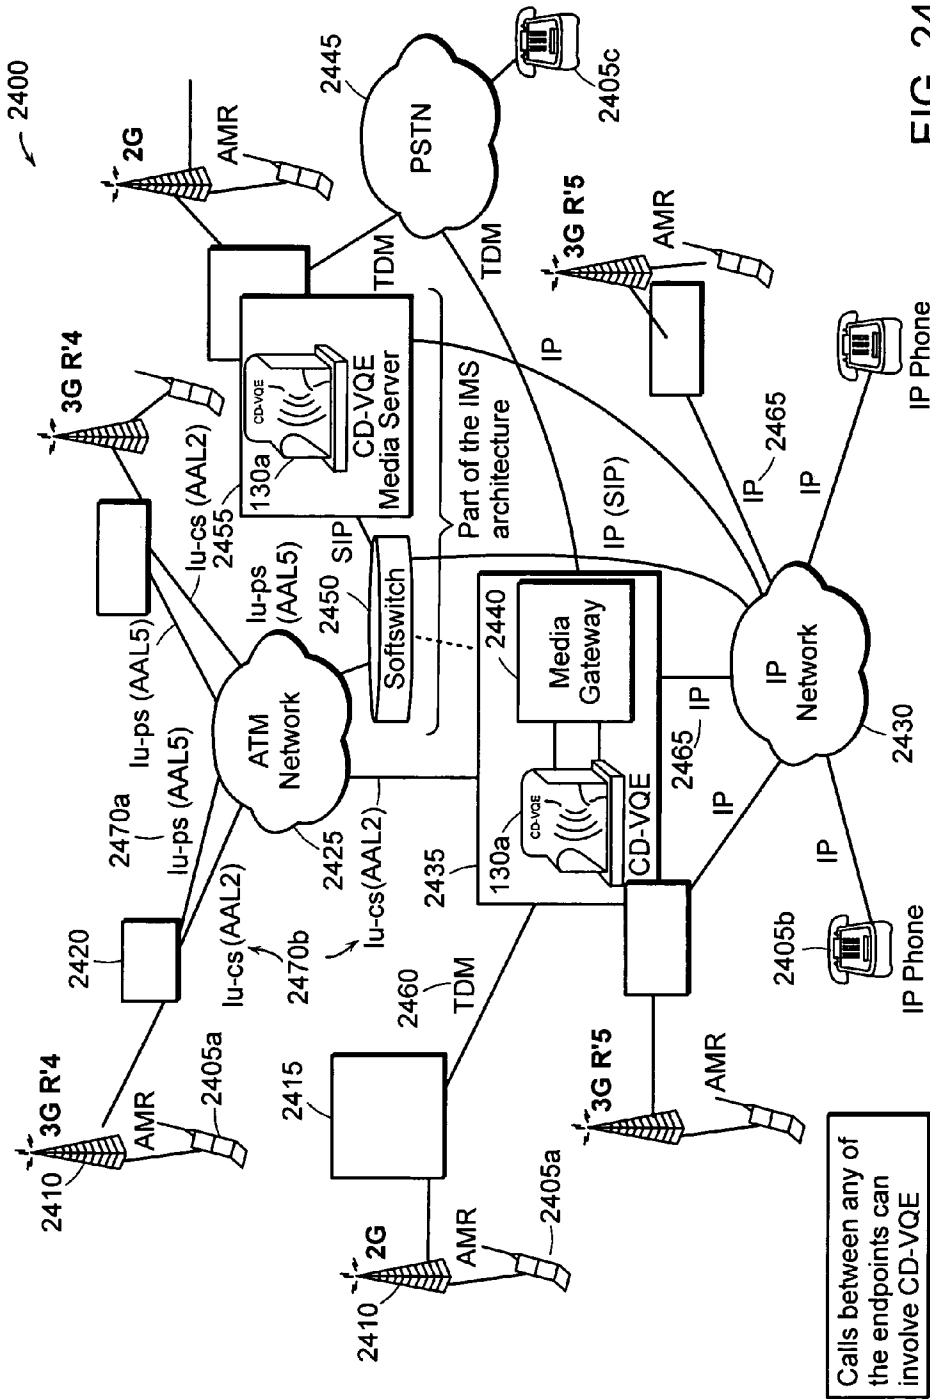 2400
3G R'4
2410
AMR
2405a
2420
2470a
Iu-ps (AAL5)
Iu-ps (AAL5)
3G R'4
Iu-cs (AAL2)
2G
AMR
Iu-cs (AAL2)
2470b
ATM
Network
2425
Iu-cs(AAL2)
Iu-ps
(AAL5)
2450
Softswitch
SIP
2455
130a
CD-VQE
CD-VQE
Media Server
TDM
PSTN
2445
2405c
Part of the IMS
architecture
2G
2410
AMR
2405a
2415
2460
TDM
2435
130a
CD-VQE
CD-VQE
Media
Gateway
2440
TDM
IP
IP (SIP)
3G R'5
AMR
3G R'5
AMR
IP
2465
IP
IP
2465
IP
Network
2430
IP
IP
2405b
IP Phone
IP Phone
Calls between any of
the endpoints can
involve CD-VQE
FIG. 24